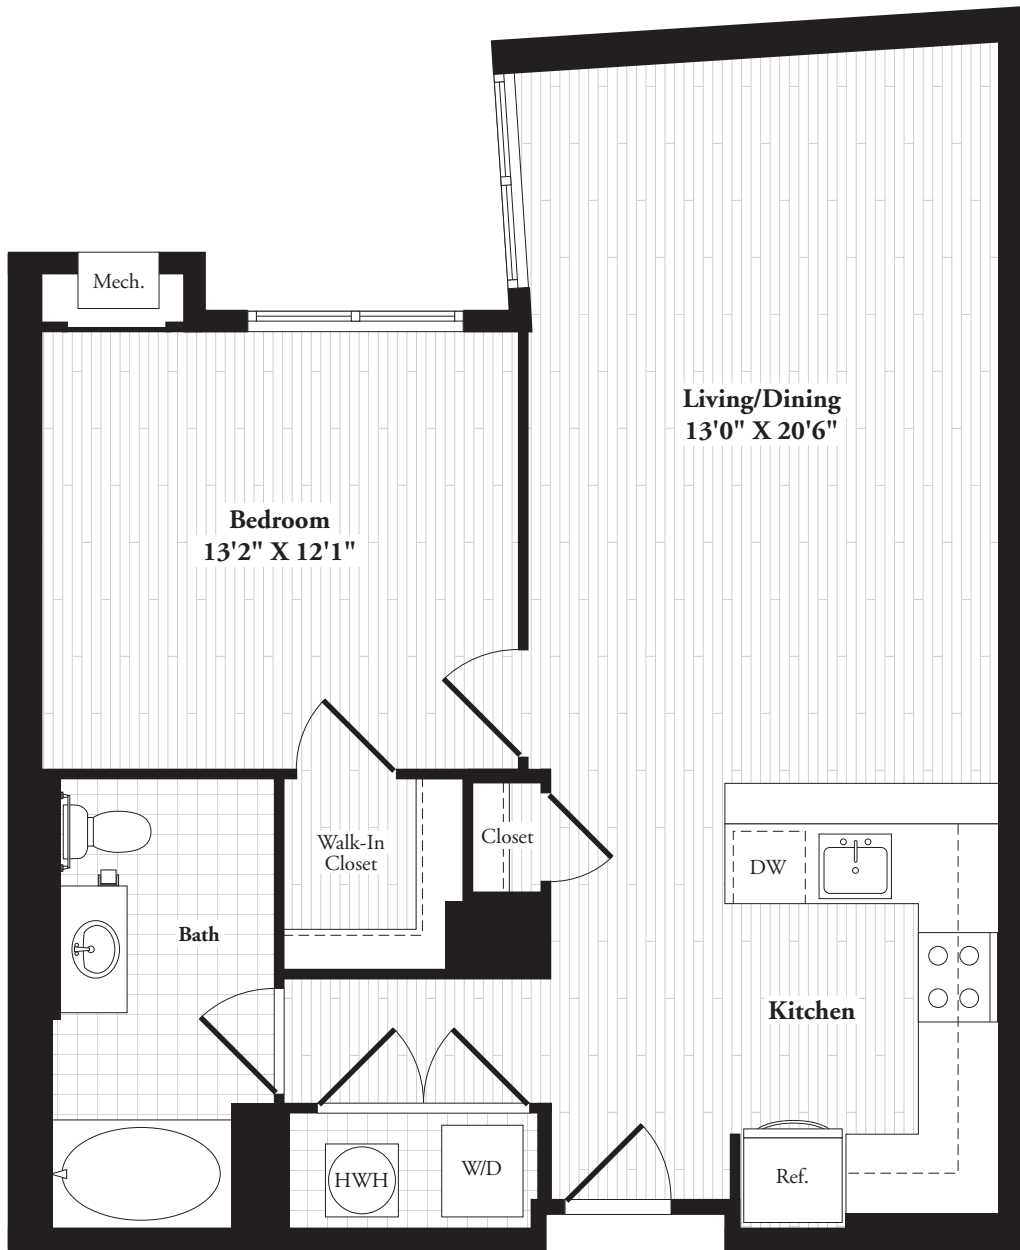 Mech.
Living/Dining
13'0" X 20'6"
Bedroom
13'2" X 12'1"
Walk-In
Closet
Closet
DW
Bath
Kitchen
HWH
W/D
Ref.